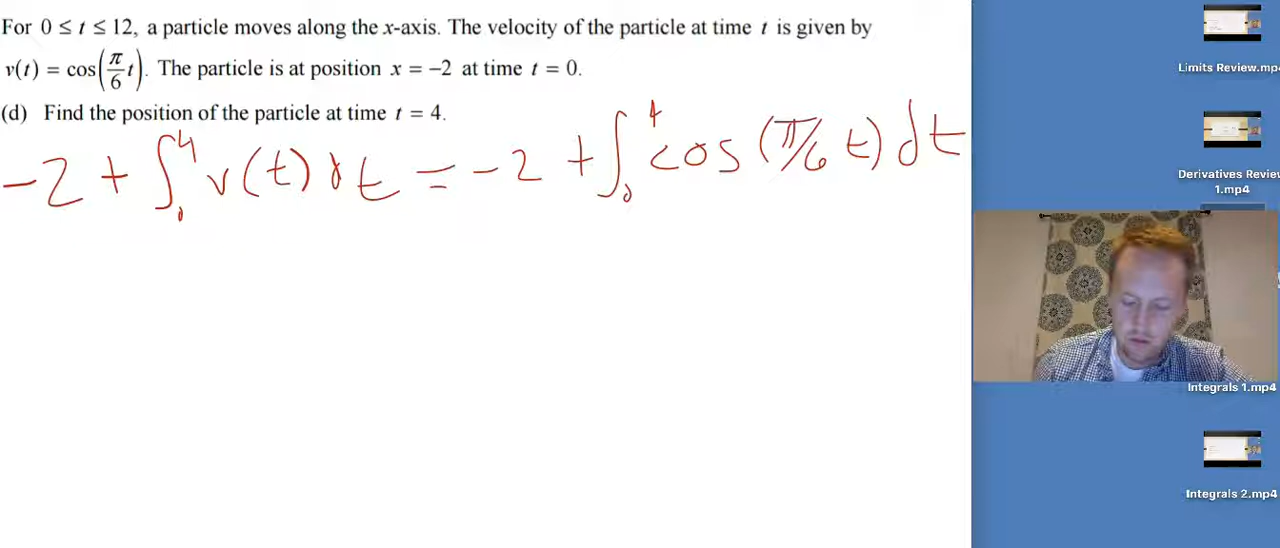 For 0 ≤ t ≤ 12, a particle moves along the x-axis. The velocity of the particle at time t is given by
v(t) = cos(π/6 t). The particle is at position x = −2 at time t = 0.
(d) Find the position of the particle at time t = 4.
-2 + ∫₀⁴ v(t) dt = -2 + ∫₀⁴ cos(π/6 t) dt
Limits Review.mp
Derivatives Review
1.mp4
Integrals 1.mp4
Integrals 2.mp4